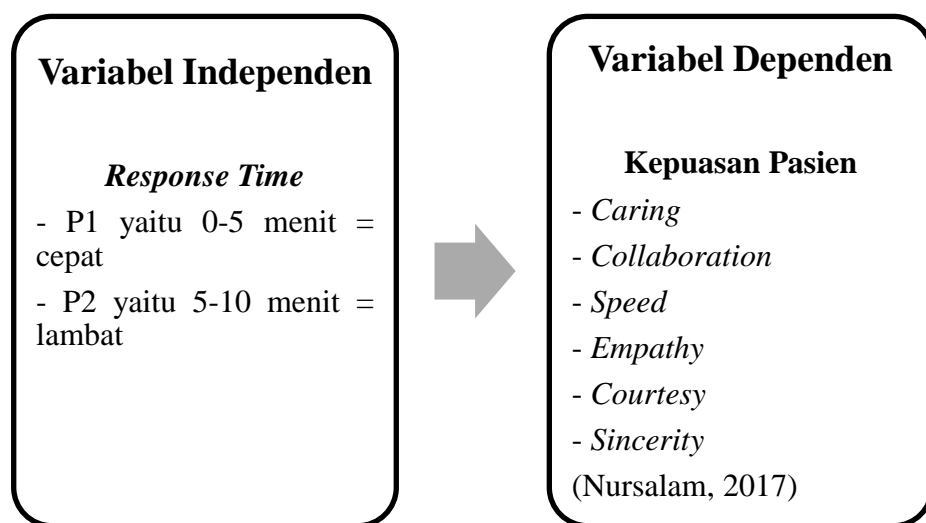 Variabel Independen
Response Time
- P1 yaitu 0-5 menit =
cepat
- P2 yaitu 5-10 menit =
lambat
Variabel Dependen
Kepuasan Pasien
- Caring
- Collaboration
- Speed
- Empathy
- Courtesy
- Sincerity
(Nursalam, 2017)